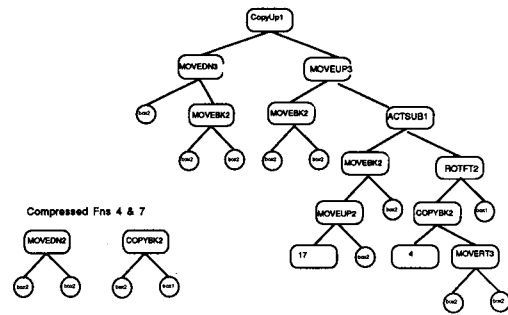 CopyUp1
MOVEDN3 MOVEUP3
box2 MOVEBK2 MOVEBK2 ACTSUB1
box2 box2 box2 box2 MOVEBK2 ROTFT2
Compressed Fns 4 & 7 MOVEUP2 box2 COPYBK2 box1
MOVEDN2 COPYBK2 17 box2 4 MOVERT3
box2 box2 box2 box1 box2 box2